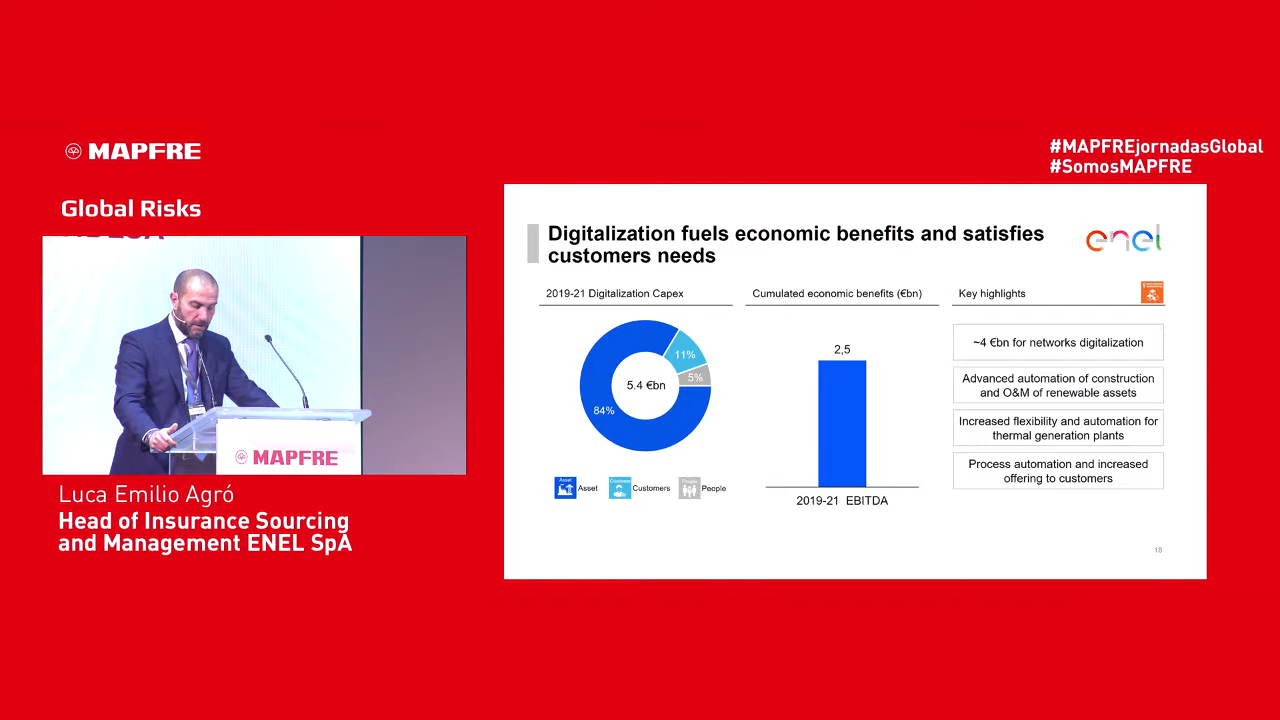 MAPFRE
#MAPFREjornadasGlobal
#SomosMAPFRE
Global Risks
MAPFRE
Luca Emilio Agró
Head of Insurance Sourcing
and Management ENEL SpA
Digitalization fuels economic benefits and satisfies
customers needs
enel
2019-21 Digitalization Capex
5.4 €bn
84%
11%
5%
Asset
Asset
Customers
Customers
People
People
Cumulated economic benefits (€bn)
2,5
2019-21 EBITDA
Key highlights
~4 €bn for networks digitalization
Advanced automation of construction
and O&M of renewable assets
Increased flexibility and automation for
thermal generation plants
Process automation and increased
offering to customers
18